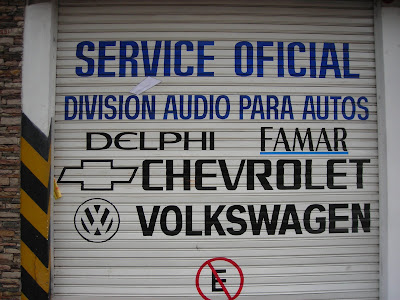 SERVICE OFICIAL
DIVISION AUDIO PARA AUTOS
DELPHI FAMAR
CHEVROLET
VOLKSWAGEN
E